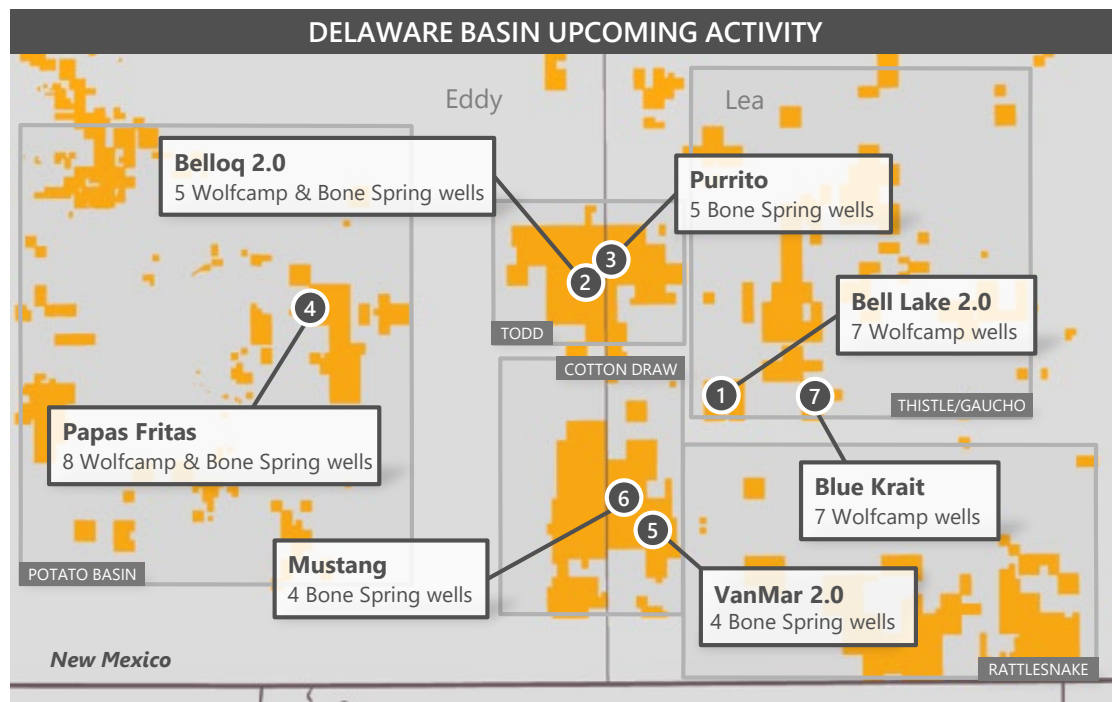 DELAWARE BASIN UPCOMING ACTIVITY
Eddy
Lea
Belloq 2.0
5 Wolfcamp & Bone Spring wells
Purrito
5 Bone Spring wells
3
2
Bell Lake 2.0
7 Wolfcamp wells
4
TODD
COTTON DRAW
1
7
THISTLE/GAUCHO
Papas Fritas
8 Wolfcamp & Bone Spring wells
Blue Krait
7 Wolfcamp wells
6
5
Mustang
4 Bone Spring wells
POTATO BASIN
VanMar 2.0
4 Bone Spring wells
New Mexico
RATTLESNAKE